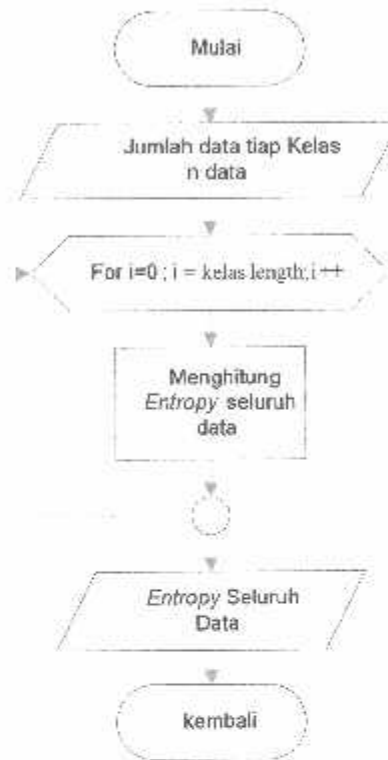 Mulai
Jumlah data tiap Kelas
n data
For i=0 ; i = kelas length;i ++
Menghitung
Entropy seluruh
data
Entropy Seluruh
Data
kembali